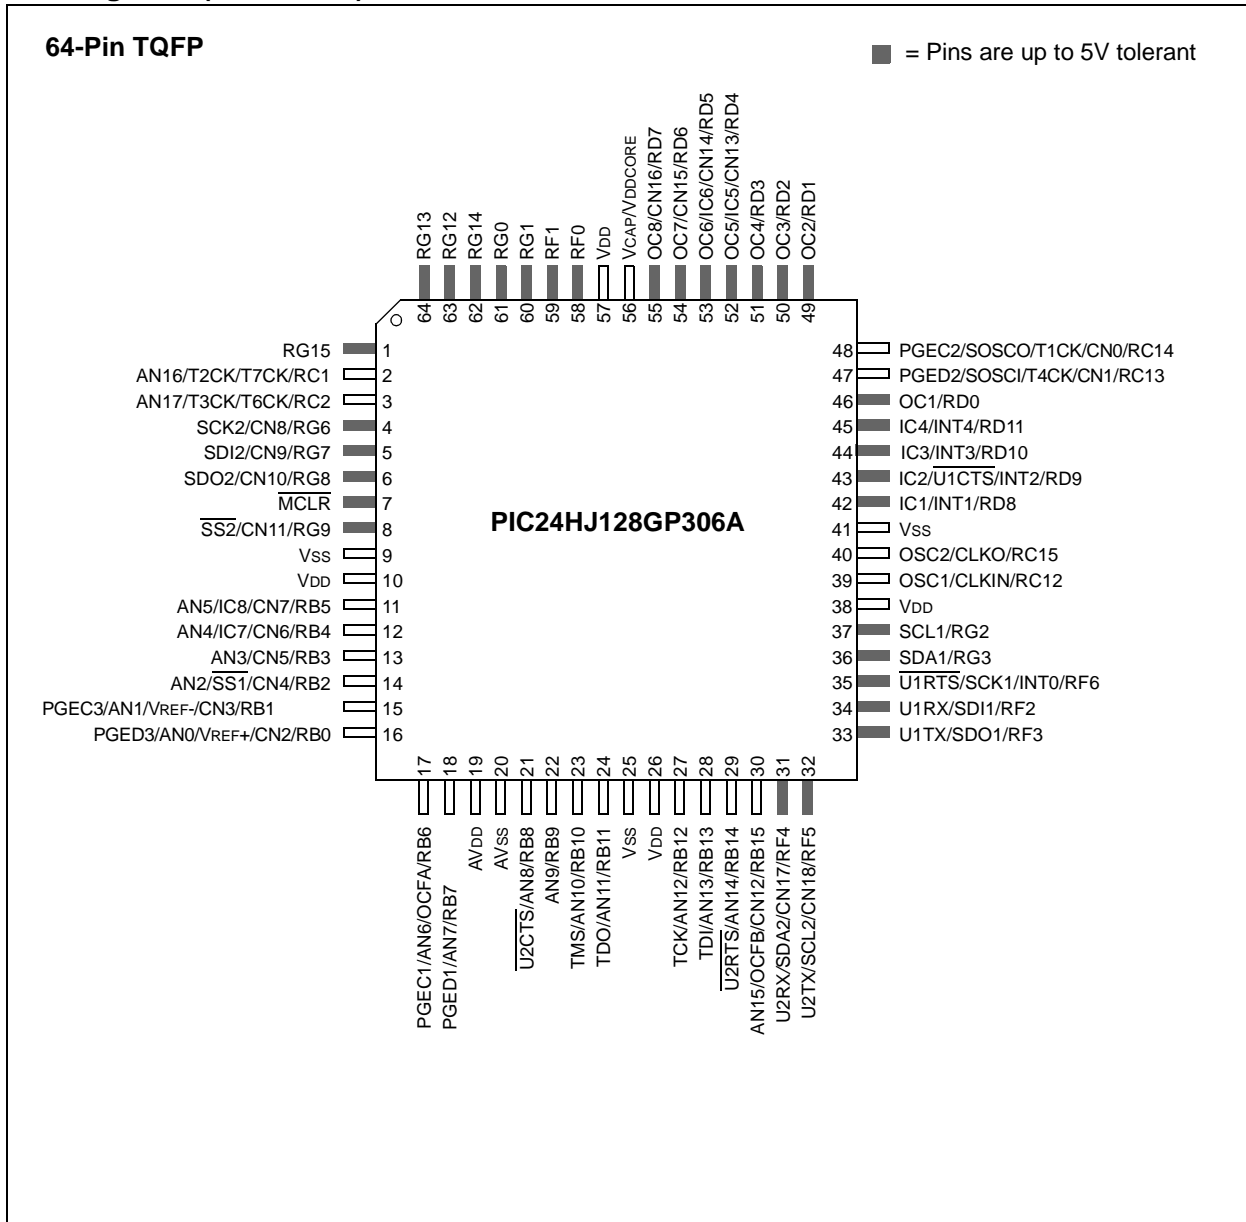 64-Pin TQFP
= Pins are up to 5V tolerant
RG13
RG12
RG14
RG0
RG1
RF1
RF0
VDD
VCAP/VDDCORE
OC8/CN16/RD7
OC7/CN15/RD6
OC6/IC6/CN14/RD5
OC5/IC5/CN13/RD4
OC4/RD3
OC3/RD2
OC2/RD1
64
63
62
61
60
59
58
57
56
55
54
53
52
51
50
49
RG15 1
AN16/T2CK/T7CK/RC1 2
AN17/T3CK/T6CK/RC2 3
SCK2/CN8/RG6 4
SDI2/CN9/RG7 5
SDO2/CN10/RG8 6
MCLR 7
SS2/CN11/RG9 8
VSS 9
VDD 10
AN5/IC8/CN7/RB5 11
AN4/IC7/CN6/RB4 12
AN3/CN5/RB3 13
AN2/SS1/CN4/RB2 14
PGEC3/AN1/VREF-/CN3/RB1 15
PGED3/AN0/VREF+/CN2/RB0 16
PIC24HJ128GP306A
48 PGEC2/SOSCO/T1CK/CN0/RC14
47 PGED2/SOSCI/T4CK/CN1/RC13
46 OC1/RD0
45 IC4/INT4/RD11
44 IC3/INT3/RD10
43 IC2/U1CTS/INT2/RD9
42 IC1/INT1/RD8
41 VSS
40 OSC2/CLKO/RC15
39 OSC1/CLKIN/RC12
38 VDD
37 SCL1/RG2
36 SDA1/RG3
35 U1RTS/SCK1/INT0/RF6
34 U1RX/SDI1/RF2
33 U1TX/SDO1/RF3
17
18
19
20
21
22
23
24
25
26
27
28
29
30
31
32
PGEC1/AN6/OCFA/RB6
PGED1/AN7/RB7
AVDD
AVSS
U2CTS/AN8/RB8
AN9/RB9
TMS/AN10/RB10
TDO/AN11/RB11
VSS
VDD
TCK/AN12/RB12
TDI/AN13/RB13
U2RTS/AN14/RB14
AN15/OCFB/CN12/RB15
U2RX/SDA2/CN17/RF4
U2TX/SCL2/CN18/RF5